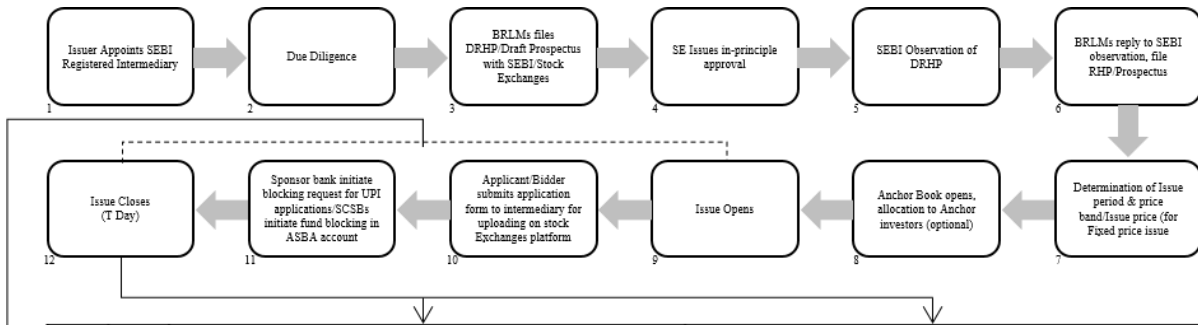 Issuer Appoints SEBI
Registered Intermediary
1
Due Diligence
2
BRLMs files
DRHP/Draft Prospectus
with SEBI/Stock
Exchanges
3
SE Issues in-principle
approval
4
SEBI Observation of
DRHP
5
BRLMs reply to SEBI
observation, file
RHP/Prospectus
6
Determination of Issue
period & price
band/Issue price (for
Fixed price issue
7
Anchor Book opens,
allocation to Anchor
investors (optional)
8
Issue Opens
9
Applicant/Bidder
submits application
form to intermediary for
uploading on stock
Exchanges platform
10
Sponsor bank initiate
blocking request for UPI
applications/SCSBs
initiate fund blocking in
ASBA account
11
Issue Closes
(T Day)
12